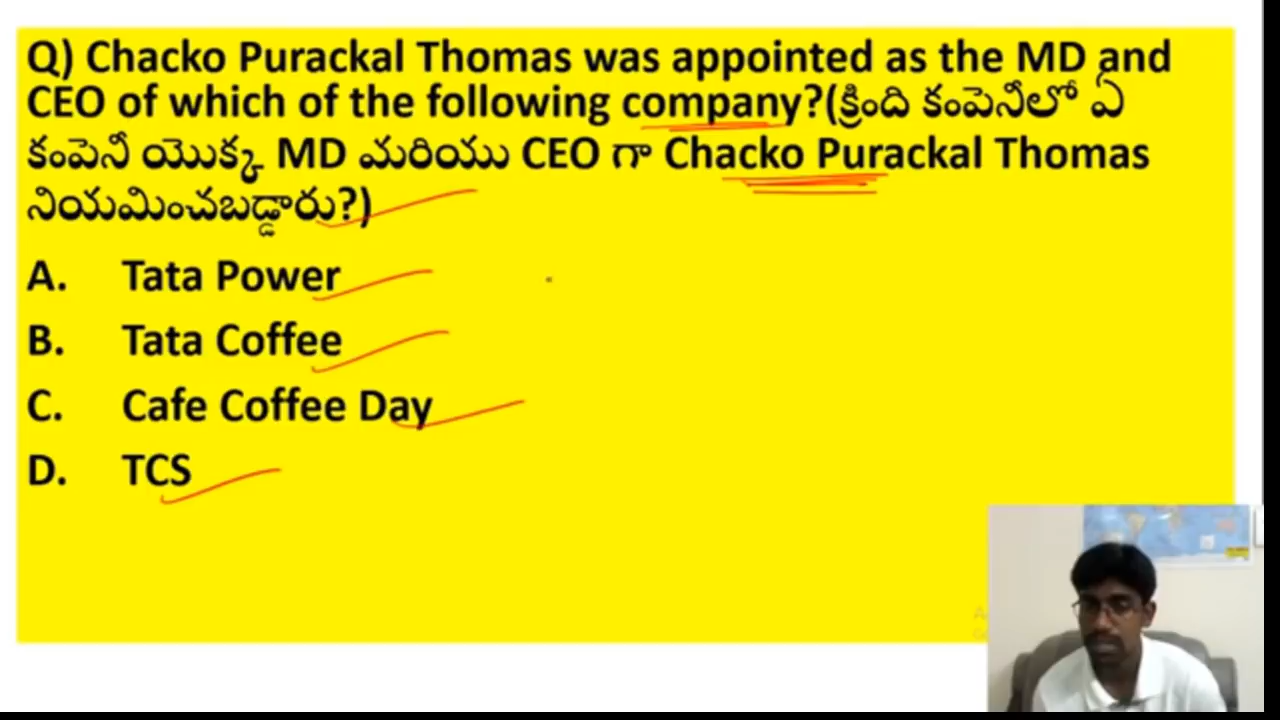 Q) Chacko Purackal Thomas was appointed as the MD and
CEO of which of the following company?(క్రింది కంపెనీలో ఏ
కంపెనీ యొక్క MD మరియు CEO గా Chacko Purackal Thomas
నియమించబడ్డారు?)
A. Tata Power
B. Tata Coffee
C. Cafe Coffee Day
D. TCS